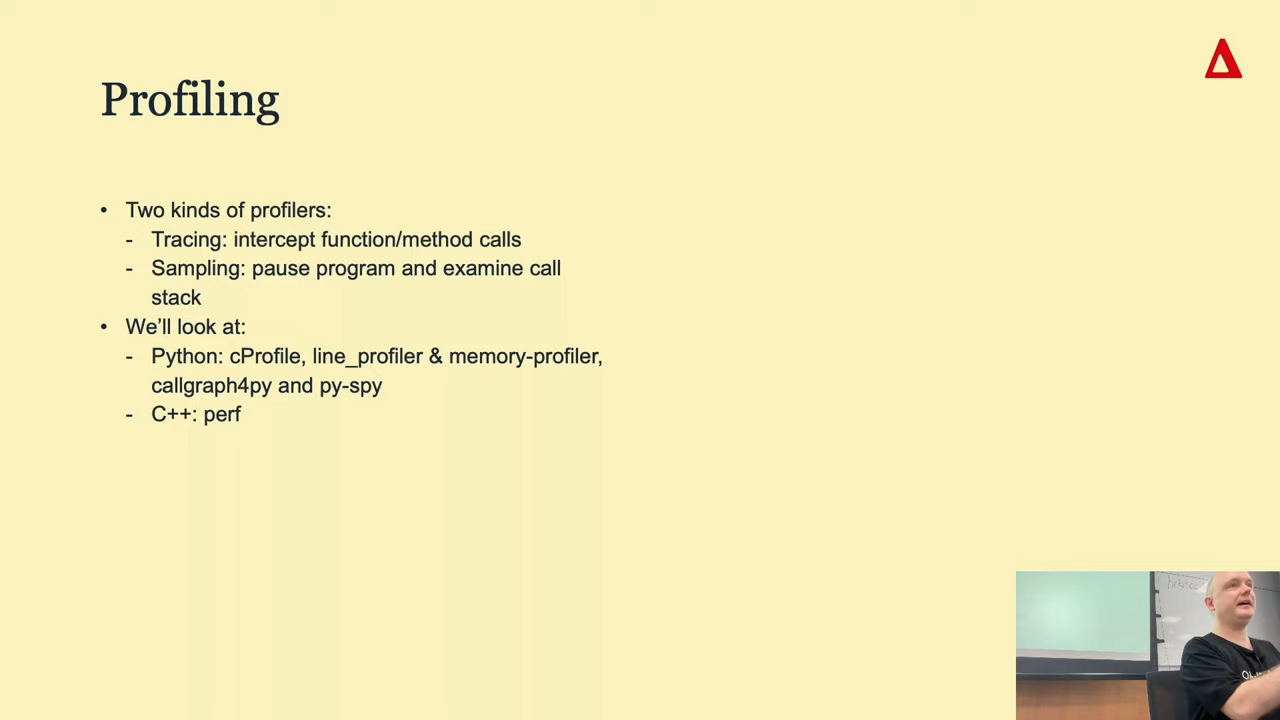 Profiling
• Two kinds of profilers:
- Tracing: intercept function/method calls
- Sampling: pause program and examine call
stack
• We'll look at:
- Python: cProfile, line_profiler & memory-profiler,
callgraph4py and py-spy
- C++: perf